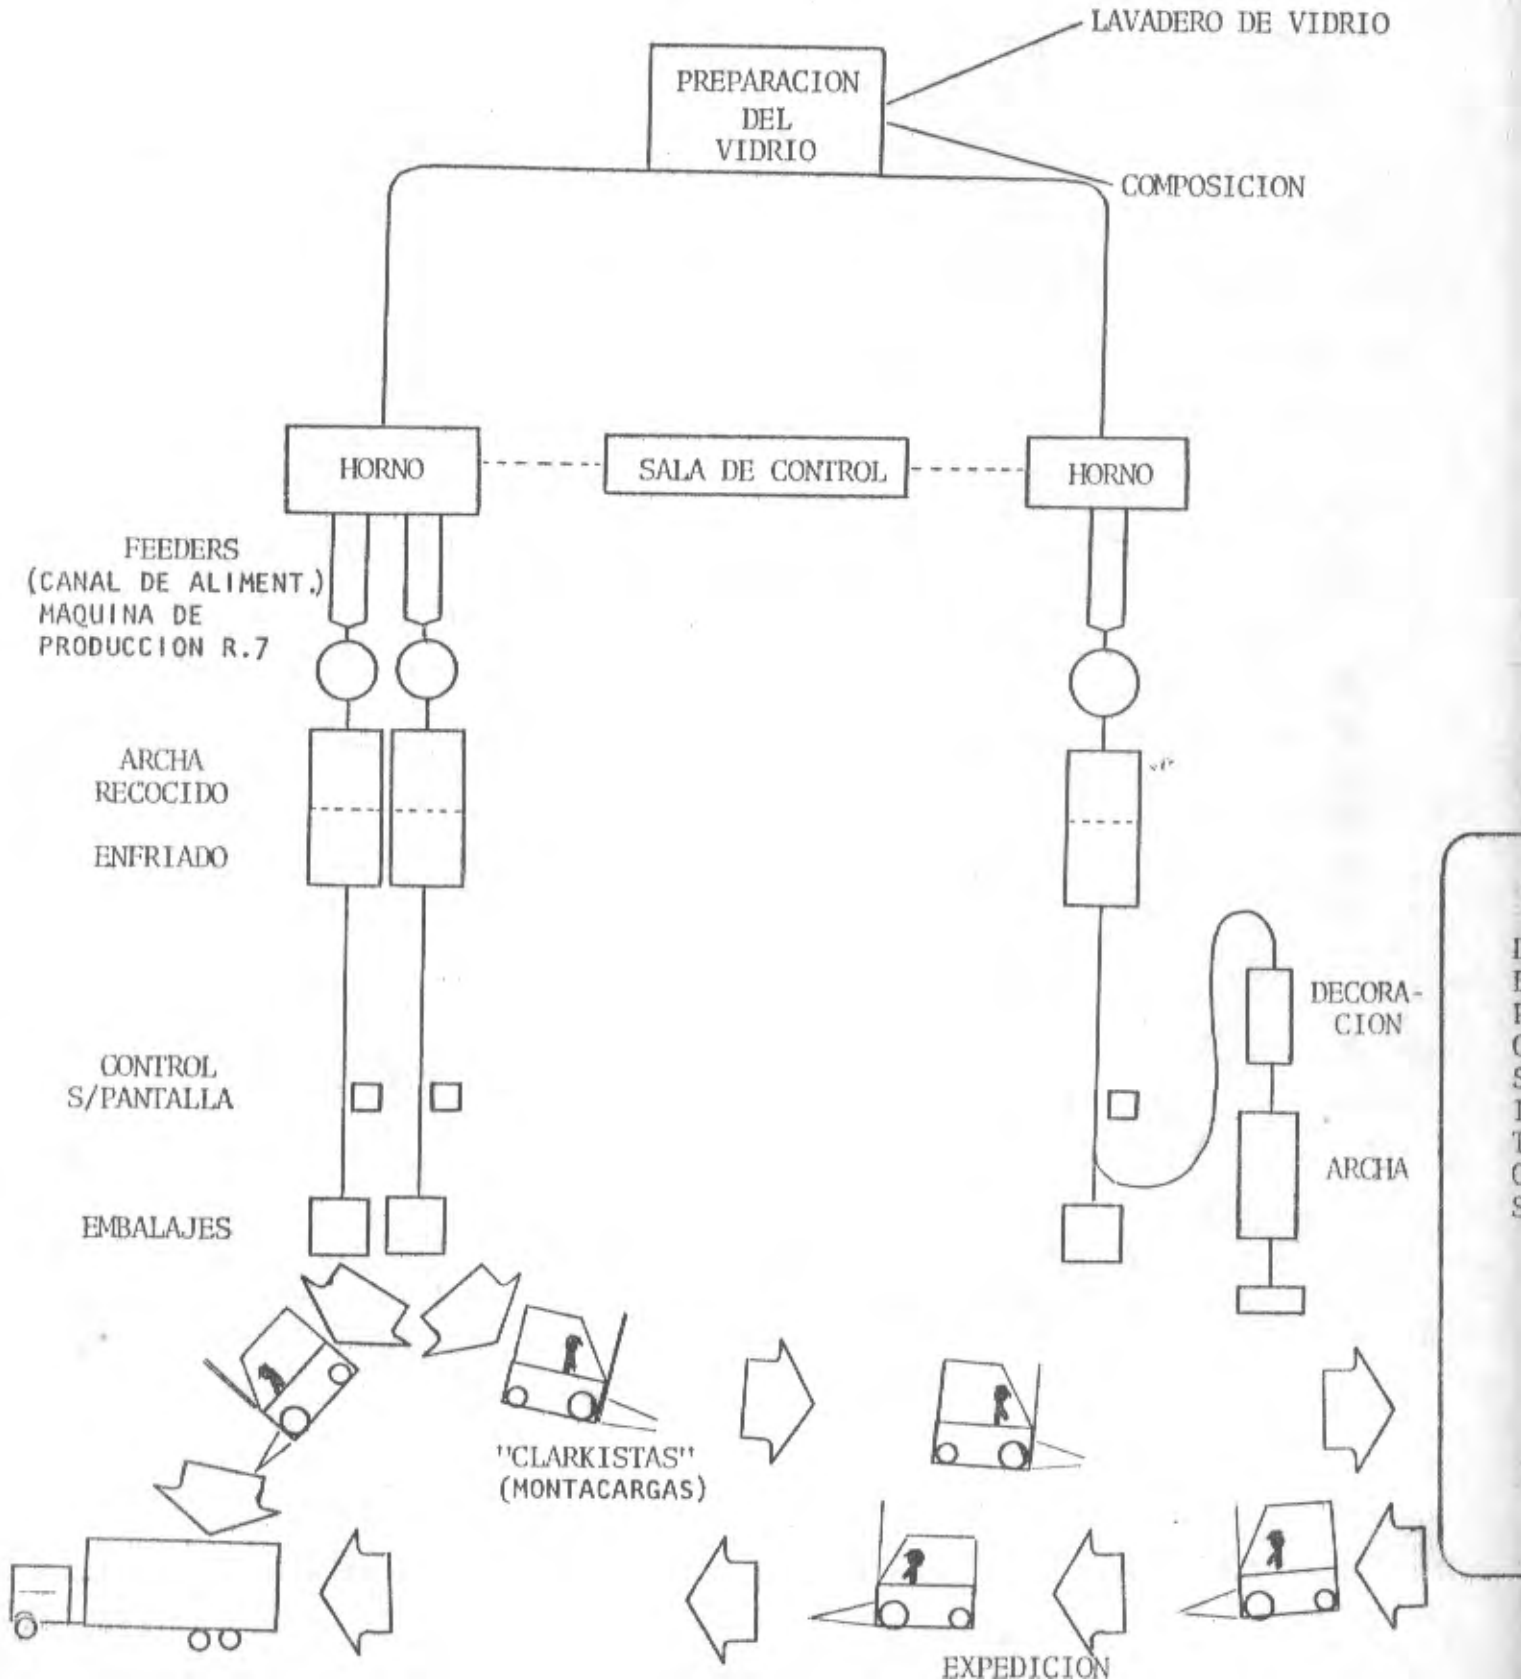 LAVADERO DE VIDRIO
PREPARACION
DEL
VIDRIO
COMPOSICION
HORNO
SALA DE CONTROL
HORNO
FEEDERS
(CANAL DE ALIMENT.)
MAQUINA DE
PRODUCCION R.7
ARCHA
RECOCIDO
ENFRIADO
DECORA-
CION
CONTROL
S/PANTALLA
ARCHA
EMBALAJES
"CLARKISTAS"
(MONTACARGAS)
EXPEDICION